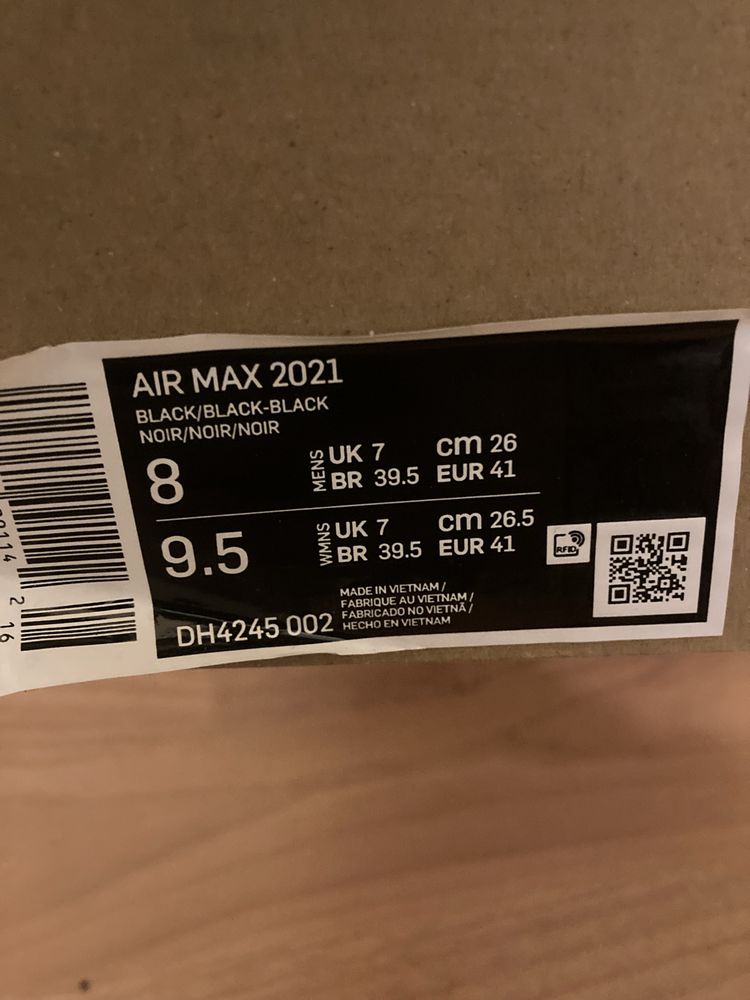 AIR MAX 2021
BLACK/BLACK-BLACK
NOIR/NOIR/NOIR
8 MENS UK 7 cm 26
BR 39.5 EUR 41
9.5 WMNS UK 7 cm 26.5
BR 39.5 EUR 41
RFID
DH4245 002
MADE IN VIETNAM /
FABRIQUE AU VIETNAM /
FABRICADO NO VIETNÃ /
HECHO EN VIETNAM
2 16